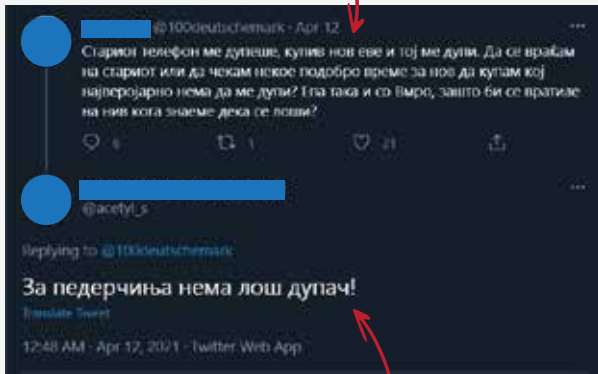 @100deutschemark · Apr 12
Стариот телефон ме дупеше, купив нов еве и тој ме дупи. Да се враќам
на стариот или да чекам некое подобро време за нов да купам кој
најверојарно нема да ме дупи? Епа така и со Вмро, зашто би се вратиле
на нив кога знаеме дека се лоши?
1 21
@acetyl_s
Replying to @100deutschemark
За педерчиња нема лош дупач!
Translate Tweet
12:48 AM · Apr 12, 2021 · Twitter Web App